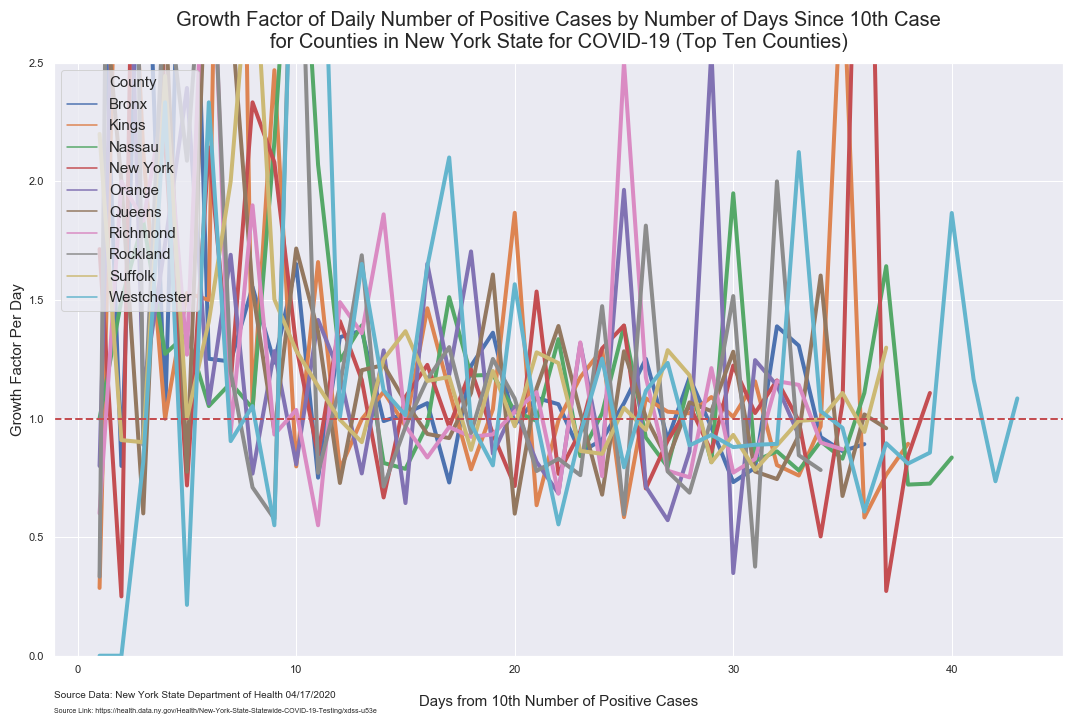 Growth Factor of Daily Number of Positive Cases by Number of Days Since 10th Case
for Counties in New York State for COVID-19 (Top Ten Counties)
2.5
2.0
1.5
1.0
0.5
0.0
Growth Factor Per Day
County
Bronx
Kings
Nassau
New York
Orange
Queens
Richmond
Rockland
Suffolk
Westchester
0
10
20
30
40
Days from 10th Number of Positive Cases
Source Data: New York State Department of Health 04/17/2020
Source Link: https://health.data.ny.gov/Health/New-York-State-Statewide-COVID-19-Testing/xdss-u53e